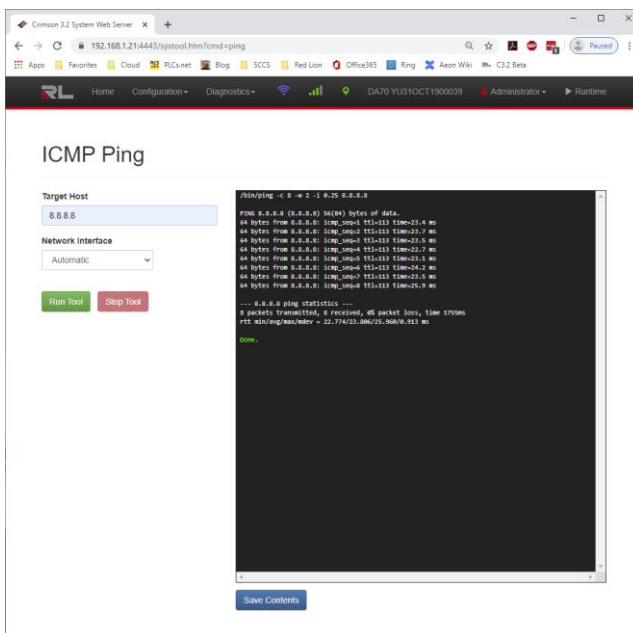 Crimson 3.2 System Web Server
192.168.1.21:4443/systool.htm?cmd=ping
Paused
Apps Favorites Cloud PLCs.net Blog SCCS Red Lion Office365 Ring Aeon Wiki C3.2 Beta
RL Home Configuration Diagnostics DA70 YU31OCT1900039 Administrator Runtime
ICMP Ping
Target Host
8.8.8.8
Network Interface
Automatic
Run Tool Stop Tool
/bin/ping -c 8 -w 2 -i 0.25 8.8.8.8
PING 8.8.8.8 (8.8.8.8) 56(84) bytes of data.
64 bytes from 8.8.8.8: icmp_seq=1 ttl=113 time=23.4 ms
64 bytes from 8.8.8.8: icmp_seq=2 ttl=113 time=23.7 ms
64 bytes from 8.8.8.8: icmp_seq=3 ttl=113 time=23.5 ms
64 bytes from 8.8.8.8: icmp_seq=4 ttl=113 time=22.7 ms
64 bytes from 8.8.8.8: icmp_seq=5 ttl=113 time=23.1 ms
64 bytes from 8.8.8.8: icmp_seq=6 ttl=113 time=24.2 ms
64 bytes from 8.8.8.8: icmp_seq=7 ttl=113 time=23.5 ms
64 bytes from 8.8.8.8: icmp_seq=8 ttl=113 time=25.9 ms
--- 8.8.8.8 ping statistics ---
8 packets transmitted, 8 received, 0% packet loss, time 1755ms
rtt min/avg/max/mdev = 22.774/23.806/25.960/0.913 ms
Done.
Save Contents